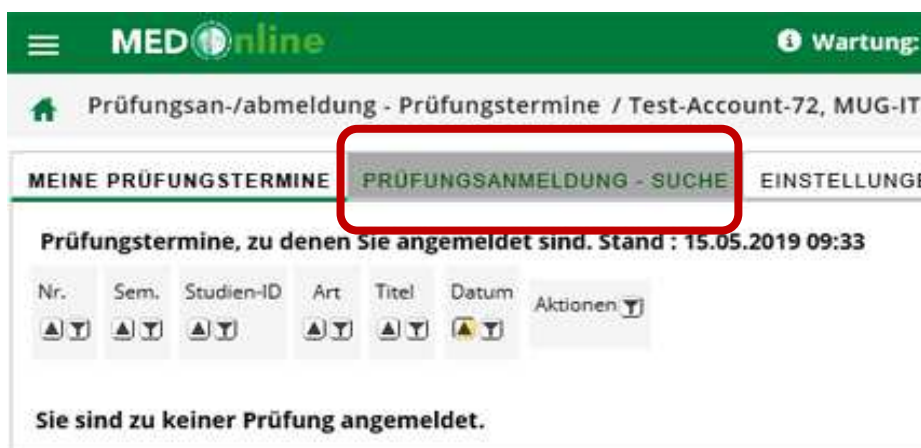 MEDonline
Wartung:
Prüfungsan-/abmeldung - Prüfungstermine / Test-Account-72, MUG-IT
MEINE PRÜFUNGSTERMINE PRÜFUNGSANMELDUNG - SUCHE EINSTELLUNGE
Prüfungstermine, zu denen Sie angemeldet sind. Stand : 15.05.2019 09:33
Nr. Sem. Studien-ID Art Titel Datum Aktionen
Sie sind zu keiner Prüfung angemeldet.